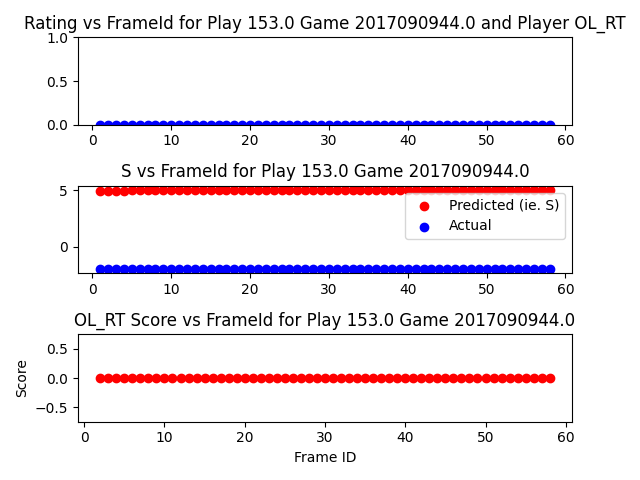 Rating vs FrameId for Play 153.0 Game 2017090944.0 and Player OL_RT
1.0
0.5
0.0
0 10 20 30 40 50 60
S vs FrameId for Play 153.0 Game 2017090944.0
5
0
Predicted (ie. S)
Actual
0 10 20 30 40 50 60
OL_RT Score vs FrameId for Play 153.0 Game 2017090944.0
Score
0.5
0.0
−0.5
0 10 20 30 40 50 60
Frame ID